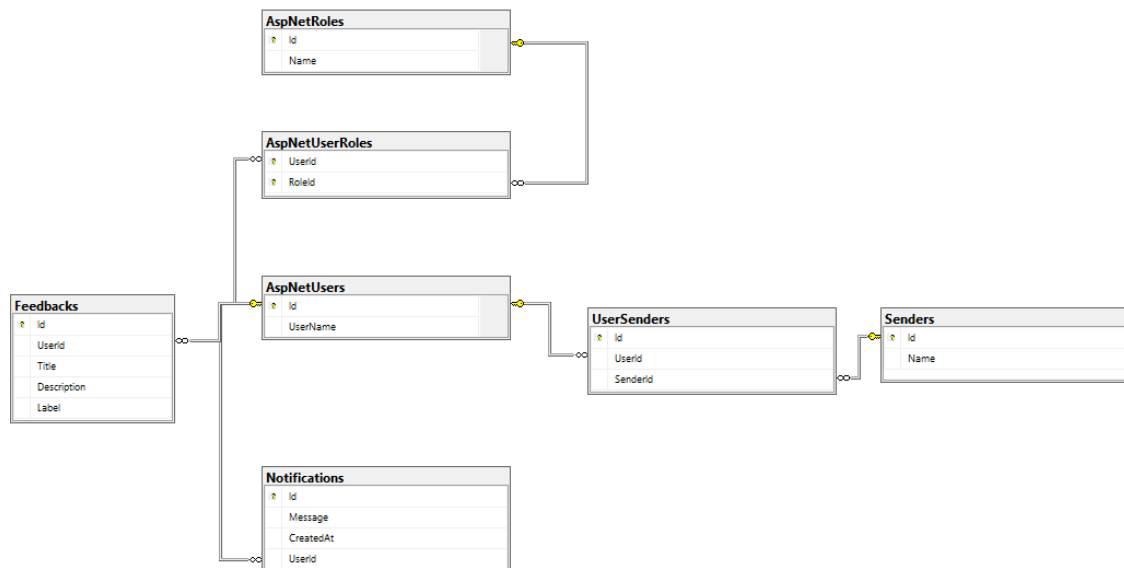 AspNetRoles
Id
Name
AspNetUserRoles
UserId
RoleId
AspNetUsers
Id
UserName
Feedbacks
Id
UserId
Title
Description
Label
UserSenders
Id
UserId
SenderId
Senders
Id
Name
Notifications
Id
Message
CreatedAt
UserId